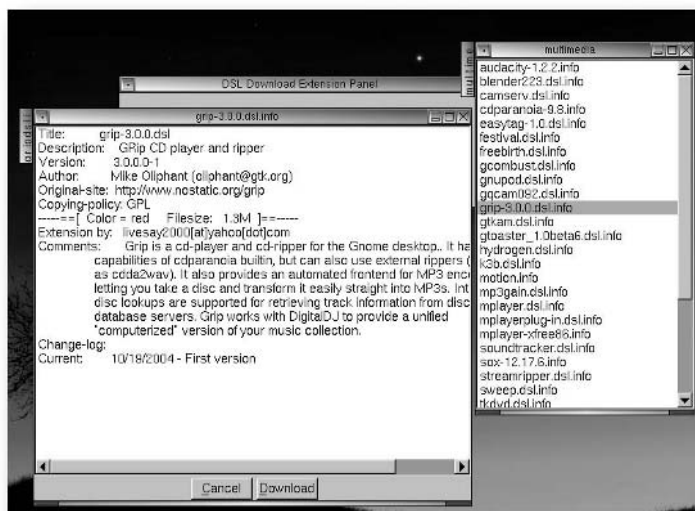 DSL Download Extension Panel
grip-3.0.0.dsl.info
Title: grip-3.0.0.dsl
Description: GRip CD player and ripper
Version: 3.0.0.0-1
Author: Mike Oliphant (oliphant@gtk.org)
Original-site: http://www.nostatic.org/grip
Copying-policy: GPL
-----==[ Color = red Filesize: 1.3M ]==------
Extension by: livesay2000[at]yahoo[dot]com
Comments: Grip is a cd-player and cd-ripper for the Gnome desktop.. It ha
capabilities of cdparanoia builtin, but can also use external rippers (
as cdda2wav). It also provides an automated frontend for MP3 enco
letting you take a disc and transform it easily straight into MP3s. Int
disc lookups are supported for retrieving track information from disc
database servers. Grip works with DigitalDJ to provide a unified
"computerized" version of your music collection.
Change-log:
Current: 10/19/2004 - First version
Cancel Download
multime
multimedia
audacity-1.2.2.info
blender223.dsl.info
camserv.dsl.info
cdparanoia-9.8.info
easytag-1.0.dsl.info
festival.dsl.info
freebirth.dsl.info
gcombust.dsl.info
gnupod.dsl.info
gqcam092.dsl.info
grip-3.0.0.dsl.info
gtkam.dsl.info
gtoaster_1.0beta6.dsl.info
hydrogen.dsl.info
k3b.dsl.info
motion.info
mp3gain.dsl.info
mplayer.dsl.info
mplayerplug-in.dsl.info
mplayer-xfree86.info
soundtracker.dsl.info
sox-12.17.6.info
streamripper.dsl.info
sweep.dsl.info
tkdvd.dsl.info